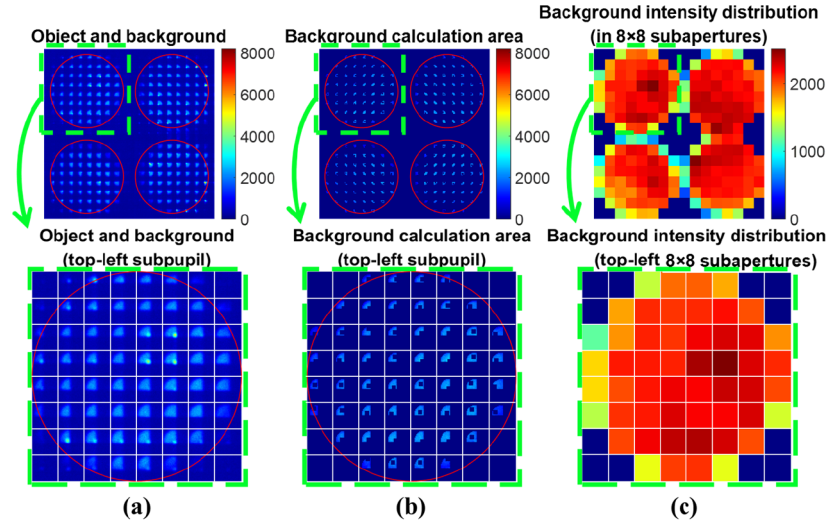 Object and background
8000
6000
4000
2000
0
Background calculation area
8000
6000
4000
2000
0
Background intensity distribution
(in 8×8 subapertures)
2000
1000
0
Object and background
(top-left subpupil)
Background calculation area
(top-left subpupil)
Background intensity distribution
(top-left 8×8 subapertures)
(a)
(b)
(c)